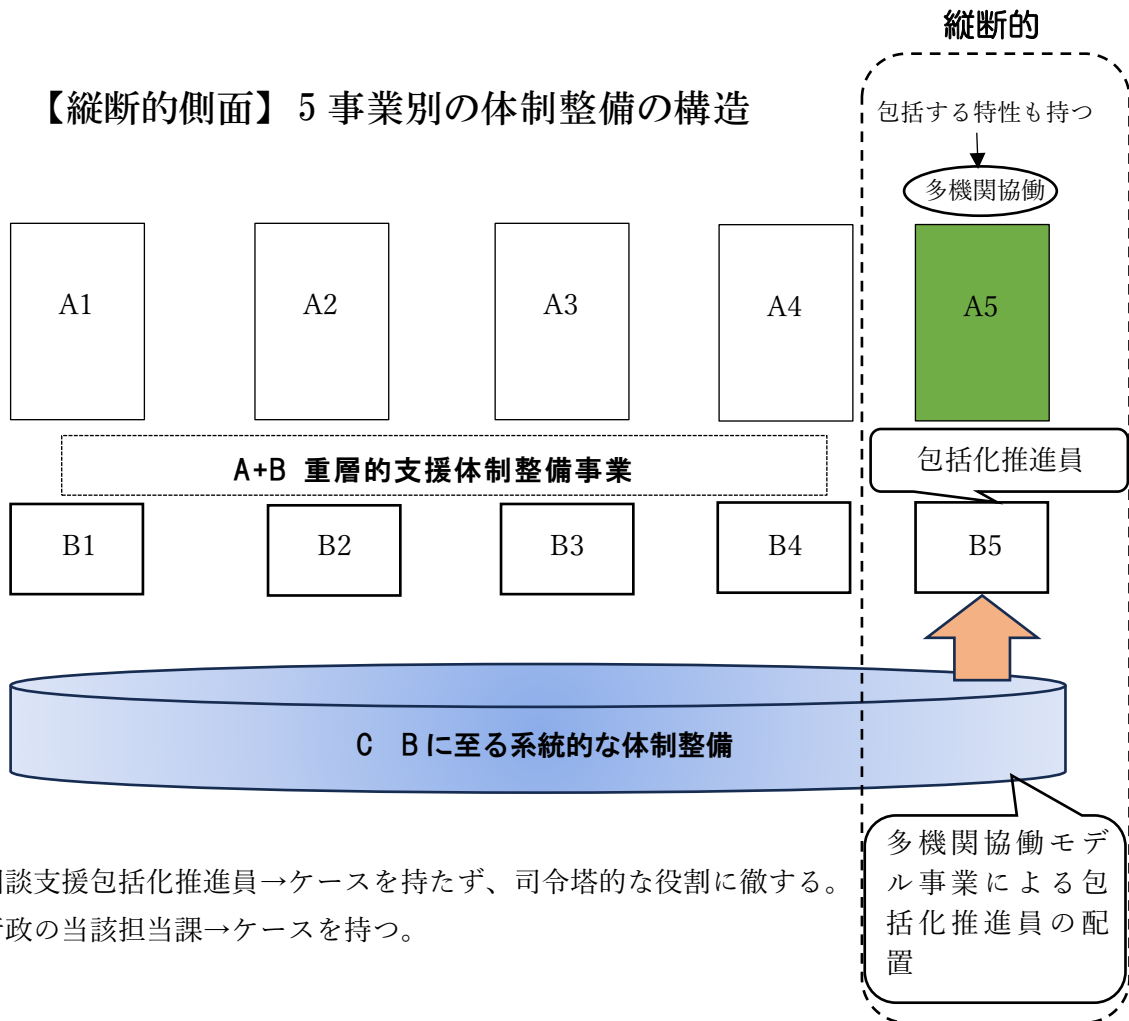 縦断的
【縦断的側面】5事業別の体制整備の構造
包括する特性も持つ
多機関協働
A1
A2
A3
A4
A5
A+B 重層的支援体制整備事業
包括化推進員
B1
B2
B3
B4
B5
C Bに至る系統的な体制整備
談支援包括化推進員→ケースを持たず、司令塔的な役割に徹する。
政の当該担当課→ケースを持つ。
多機関協働モデ
ル事業による包
括化推進員の配
置